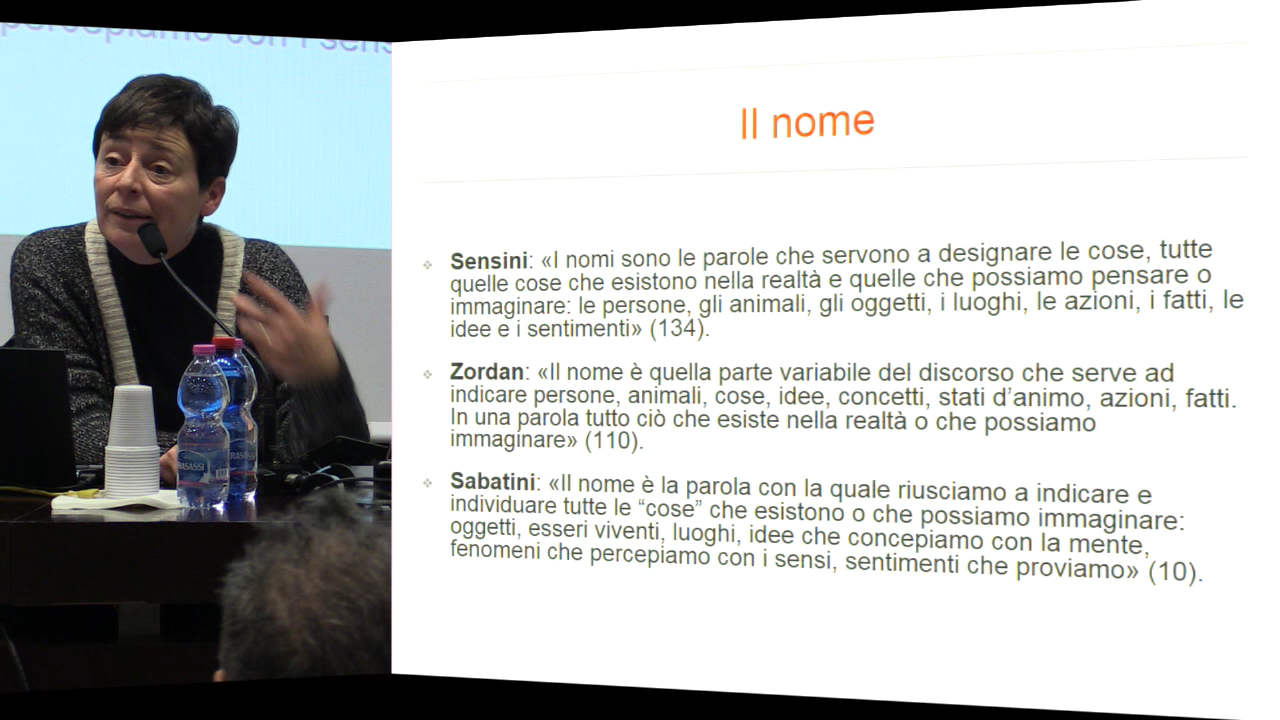 percepiamo con i sens
Il nome
Sensini: «I nomi sono le parole che servono a designare le cose, tutte
quelle cose che esistono nella realtà e quelle che possiamo pensare o
immaginare: le persone, gli animali, gli oggetti, i luoghi, le azioni, i fatti, le
idee e i sentimenti» (134).
Zordan: «Il nome è quella parte variabile del discorso che serve ad
indicare persone, animali, cose, idee, concetti, stati d’animo, azioni, fatti.
In una parola tutto ciò che esiste nella realtà o che possiamo
immaginare» (110).
Sabatini: «Il nome è la parola con la quale riusciamo a indicare e
individuare tutte le “cose” che esistono o che possiamo immaginare:
oggetti, esseri viventi, luoghi, idee che concepiamo con la mente,
fenomeni che percepiamo con i sensi, sentimenti che proviamo» (10).